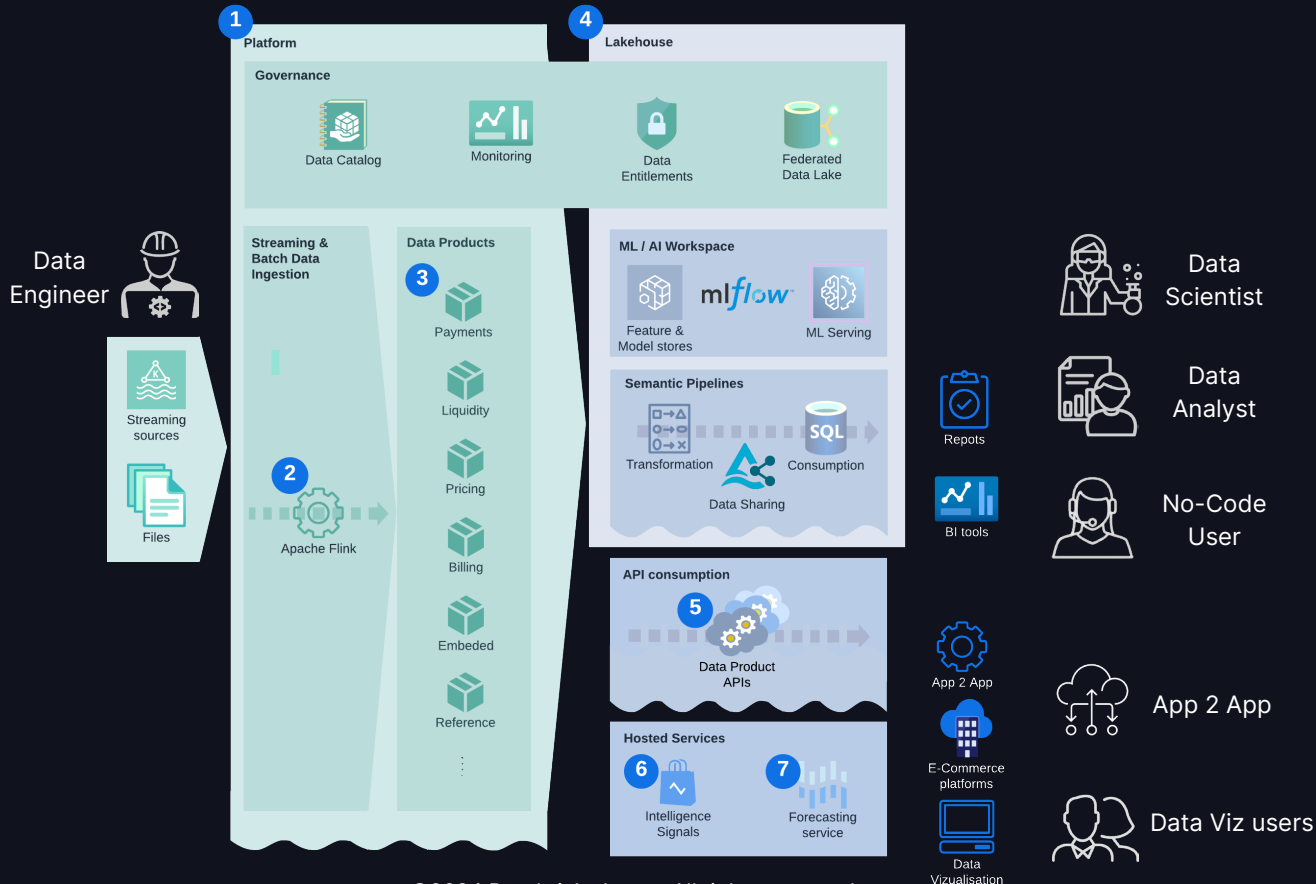 1
Platform
4
Lakehouse
Governance
Data Catalog
Monitoring
Data
Entitlements
Federated
Data Lake
Data
Engineer
Streaming
sources
Files
Streaming &
Batch Data
Ingestion
2
Apache Flink
Data Products
3
Payments
Liquidity
Pricing
Billing
Embeded
Reference
ML / AI Workspace
Feature &
Model stores
mlflow
ML Serving
Semantic Pipelines
Transformation
SQL
Consumption
Data Sharing
API consumption
5
Data Product
APIs
Hosted Services
6
Intelligence
Signals
7
Forecasting
service
Repots
BI tools
App 2 App
E-Commerce
platforms
Data
Vizualisation
Data
Scientist
Data
Analyst
No-Code
User
App 2 App
Data Viz users